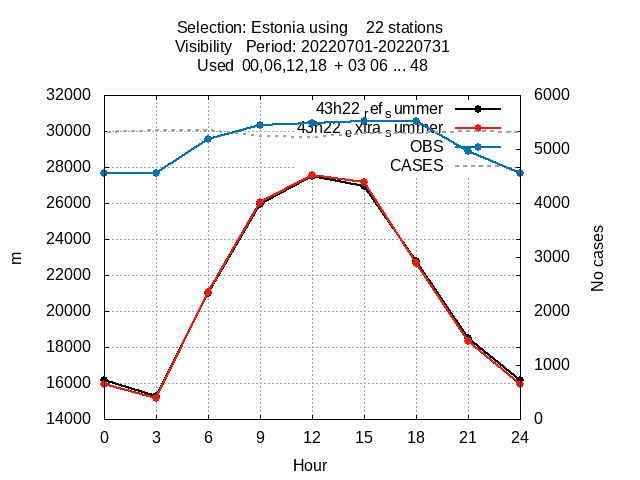 Selection: Estonia using    22 stations
Visibility   Period: 20220701-20220731
Used  00,06,12,18  + 03 06 ... 48
43h22_ref_summer
43h22_extra_summer
OBS
CASES
32000
30000
28000
26000
24000
22000
20000
18000
16000
14000
m
6000
5000
4000
3000
2000
1000
0
No cases
0 3 6 9 12 15 18 21 24
Hour